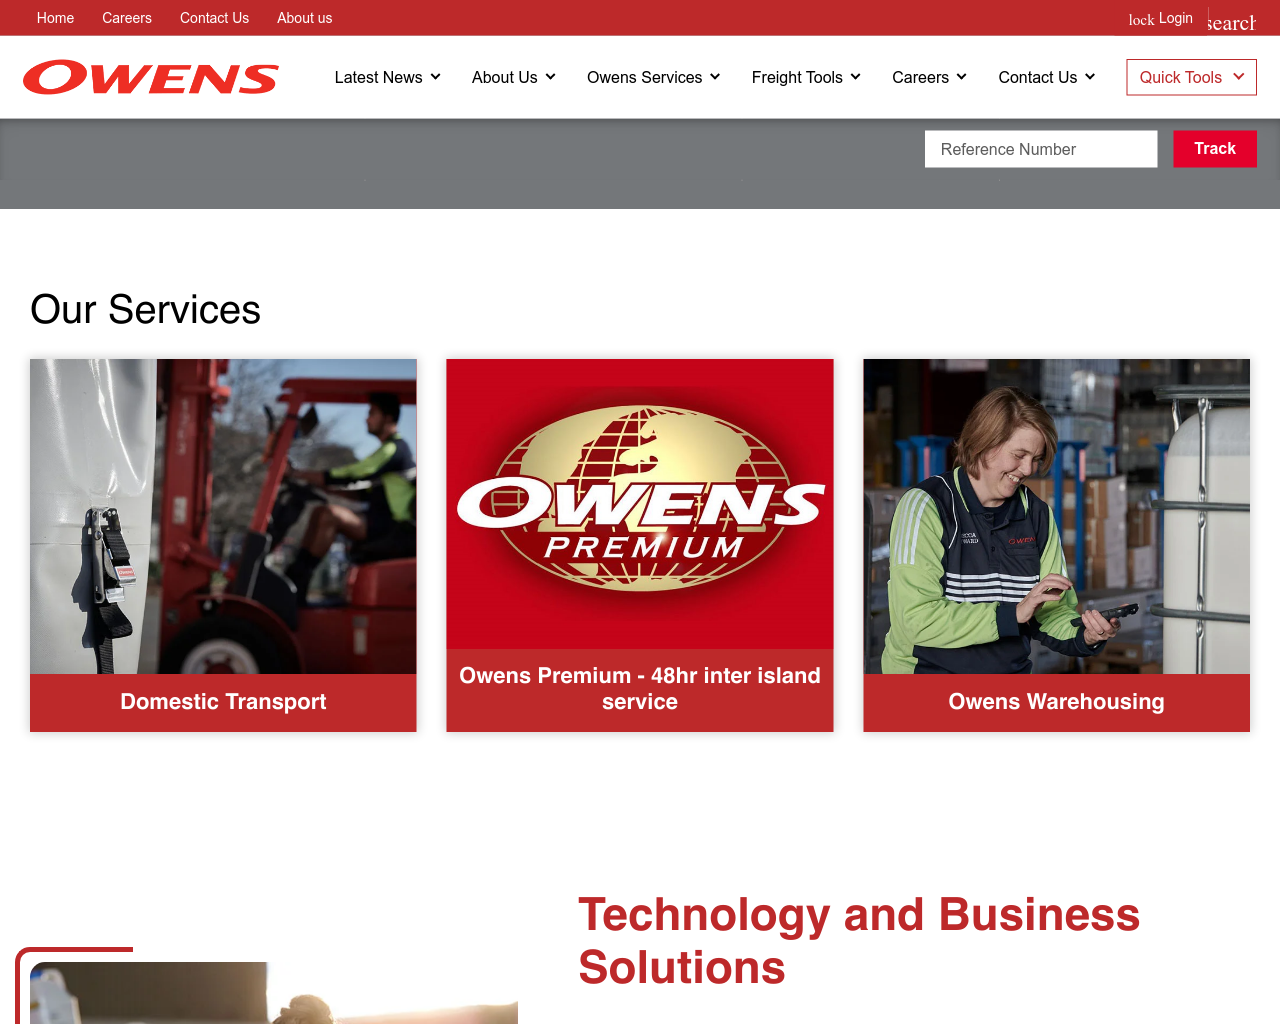 Home Careers Contact Us About us lock Login search
OWENS Latest News About Us Owens Services Freight Tools Careers Contact Us Quick Tools
Reference Number Track
Our Services
OWENS
PREMIUM
OWENS
Domestic Transport
Owens Premium - 48hr inter island
service
Owens Warehousing
Technology and Business
Solutions